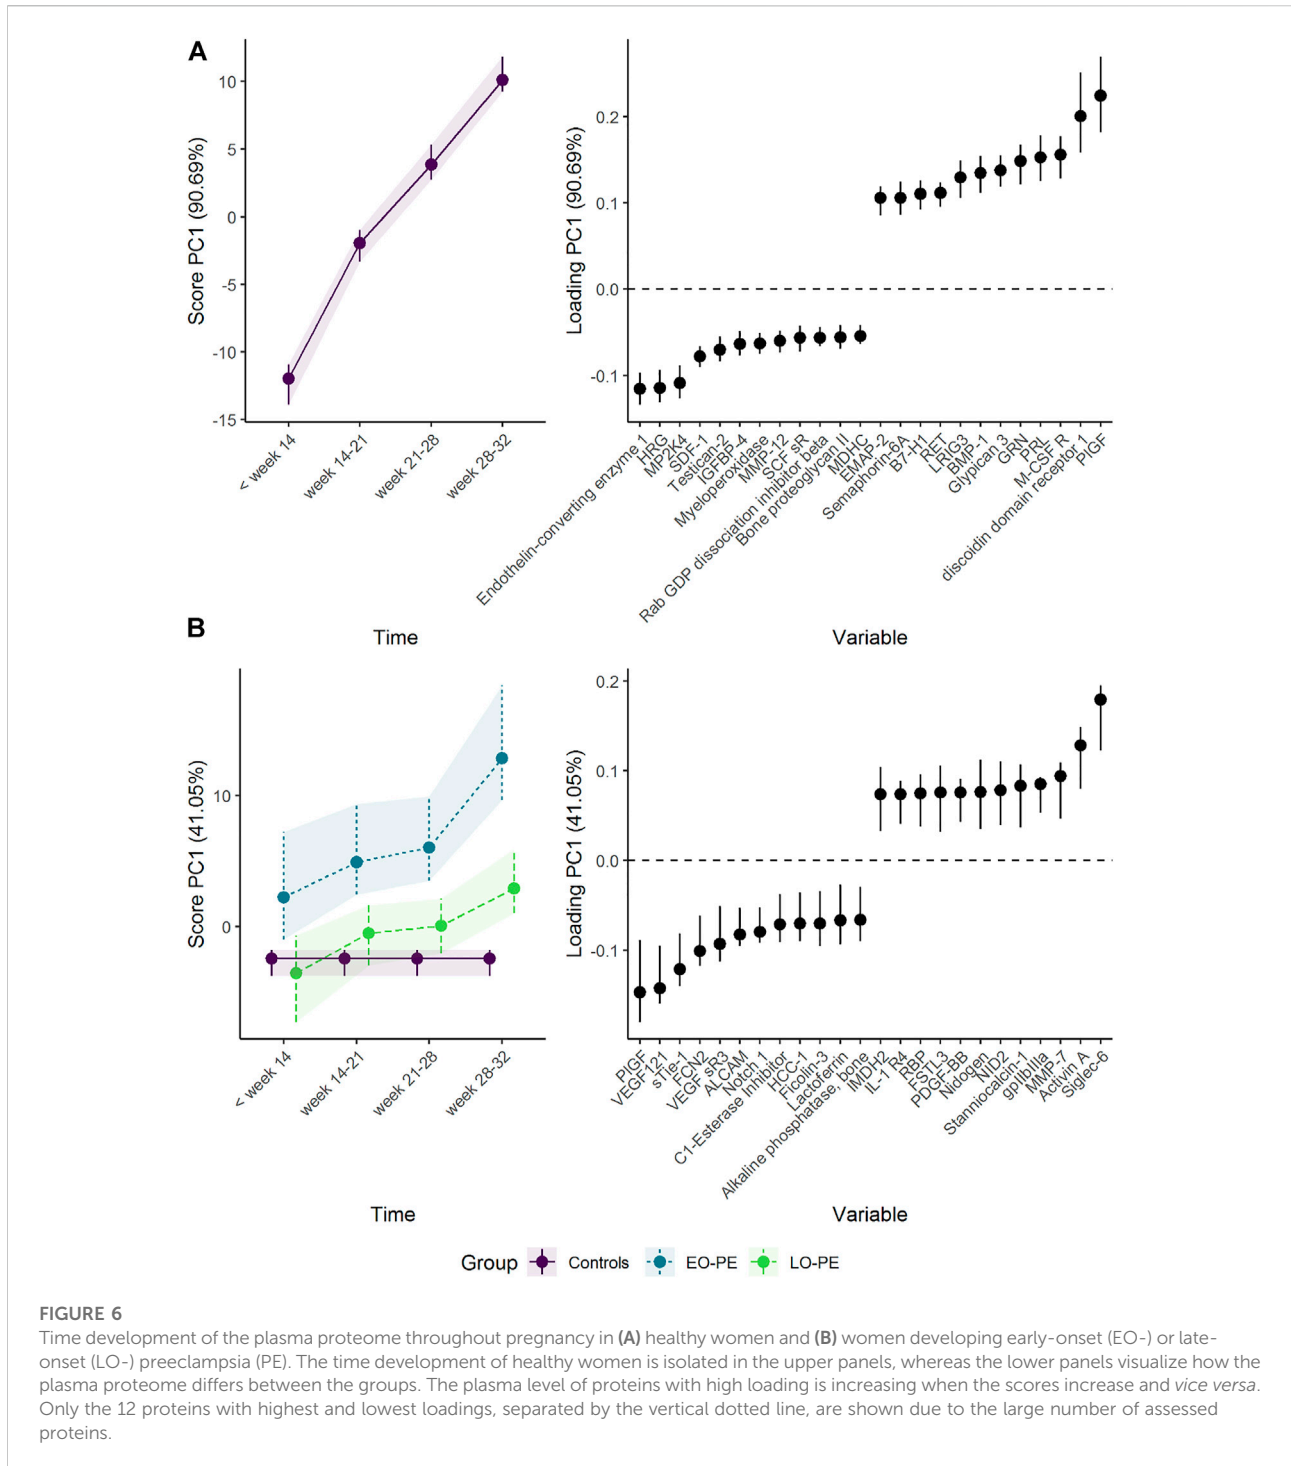 A
Score PC1 (90.69%)
10
5
0
-5
-10
-15
< week 14
week 14-21
week 21-28
week 28-32
Time
Loading PC1 (90.69%)
0.2
0.1
0.0
-0.1
Endothelin-converting enzyme 1
HRG
MP2K4
SDF-1
Testican-2
IGFBP-4
Myeloperoxidase
MMP-12
SCF sR
Rab GDP dissociation inhibitor beta
Bone proteoglycan II
MDHC
EMAP-2
Semaphorin-6A
B7-H1
RET
LRIG3
BMP-1
Glypican 3
GRN
PRL
M-CSF R
discoidin domain receptor 1
PIGF
Variable
B
Score PC1 (41.05%)
10
0
< week 14
week 14-21
week 21-28
week 28-32
Time
Loading PC1 (41.05%)
0.2
0.1
0.0
-0.1
PIGF
VEGF121
sTie-1
FCN2
VEGF sR3
ALCAM
Notch 1
C1-Esterase Inhibitor
HCC-1
Ficolin-3
Lactoferrin
Alkaline phosphatase, bone
IMDH2
IL-1 R4
RBP
FSTL3
PDGF-BB
Nidogen
NID2
Stanniocalcin-1
gpIIbIIIa
MMP-7
Activin A
Siglec-6
Variable
Group Controls EO-PE LO-PE
FIGURE 6
Time development of the plasma proteome throughout pregnancy in (A) healthy women and (B) women developing early-onset (EO-) or late-
onset (LO-) preeclampsia (PE). The time development of healthy women is isolated in the upper panels, whereas the lower panels visualize how the
plasma proteome differs between the groups. The plasma level of proteins with high loading is increasing when the scores increase and vice versa.
Only the 12 proteins with highest and lowest loadings, separated by the vertical dotted line, are shown due to the large number of assessed
proteins.